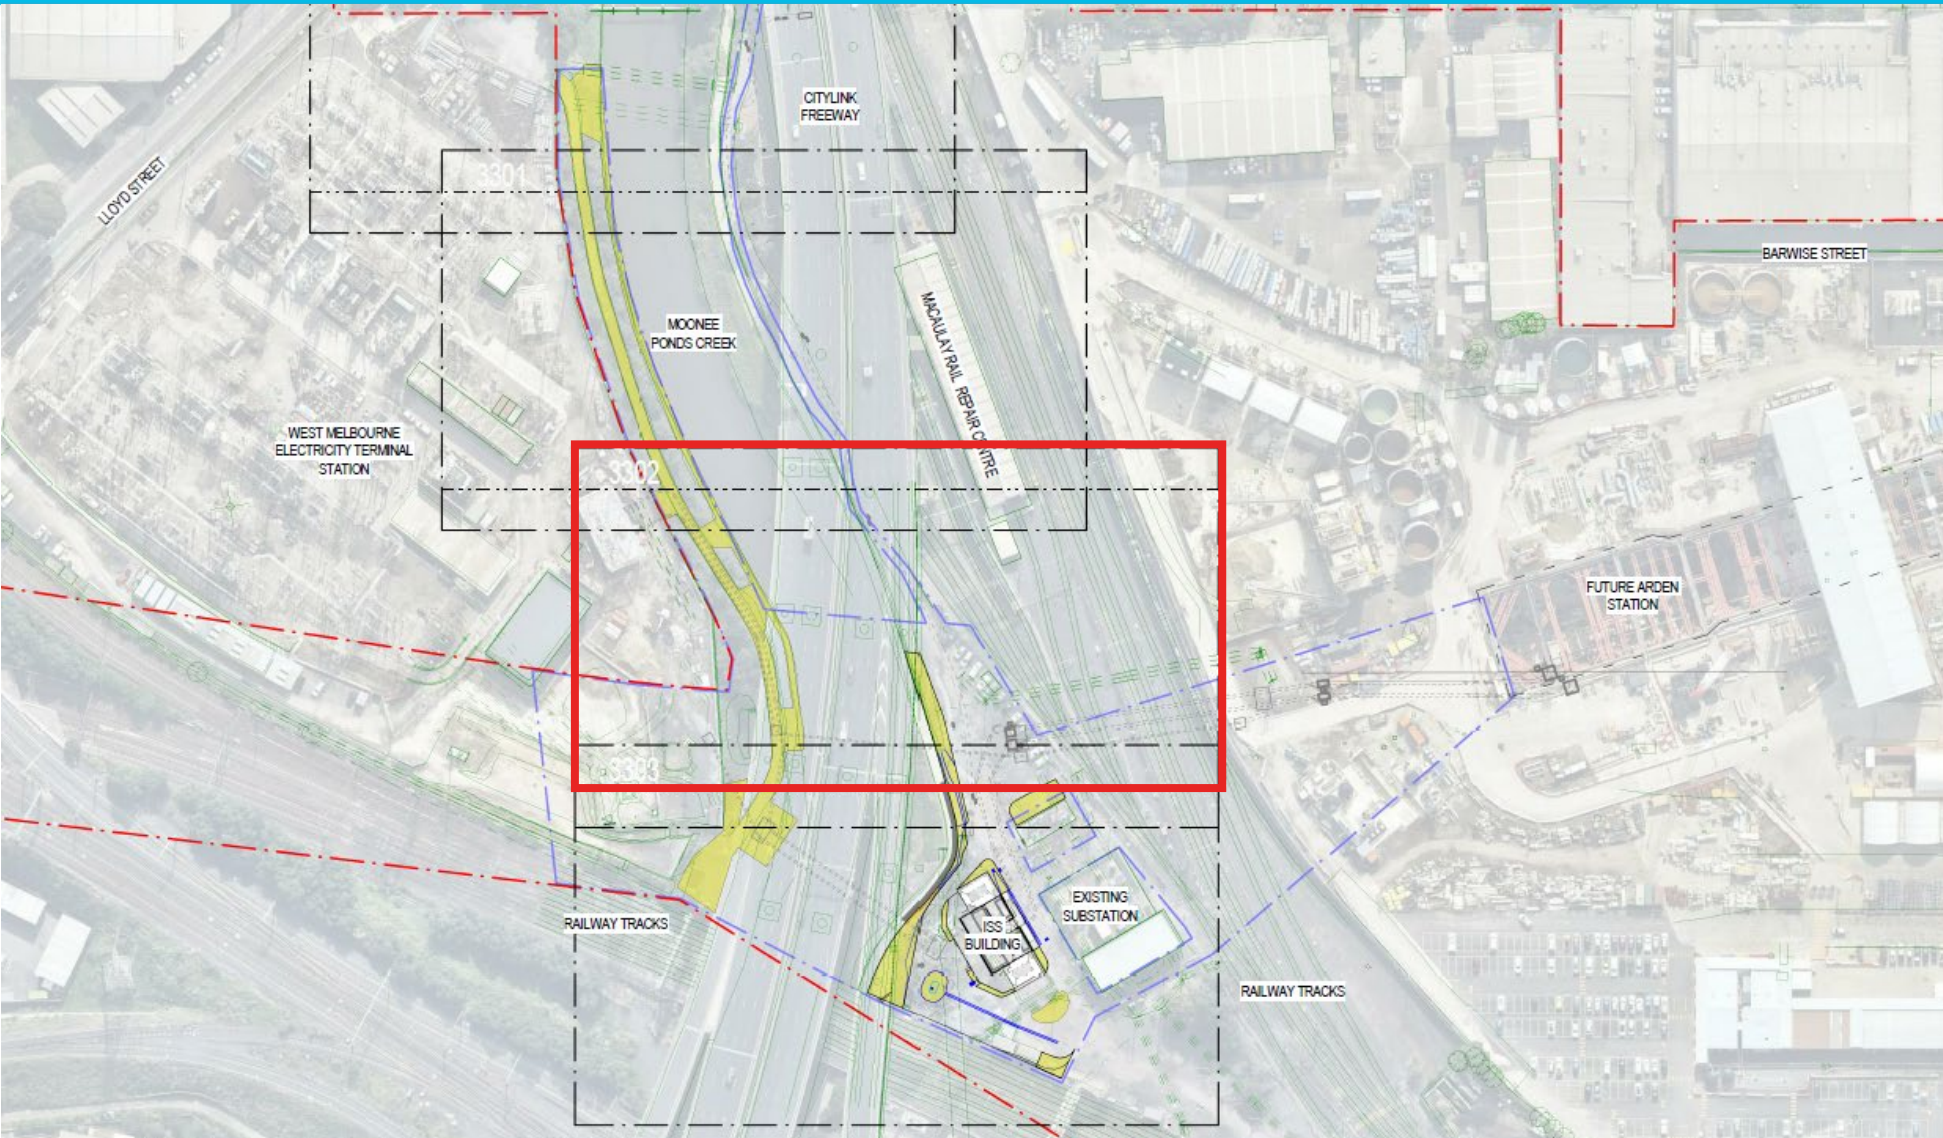 CITYLINK
FREEWAY
3301
LLOYD STREET
BARWISE STREET
MOONEE
PONDS CREEK
MACAULAY RAIL REPAIR CENTRE
WEST MELBOURNE
ELECTRICITY TERMINAL
STATION
3302
FUTURE ARDEN
STATION
3303
EXISTING
SUBSTATION
RAILWAY TRACKS
ISS
BUILDING
RAILWAY TRACKS